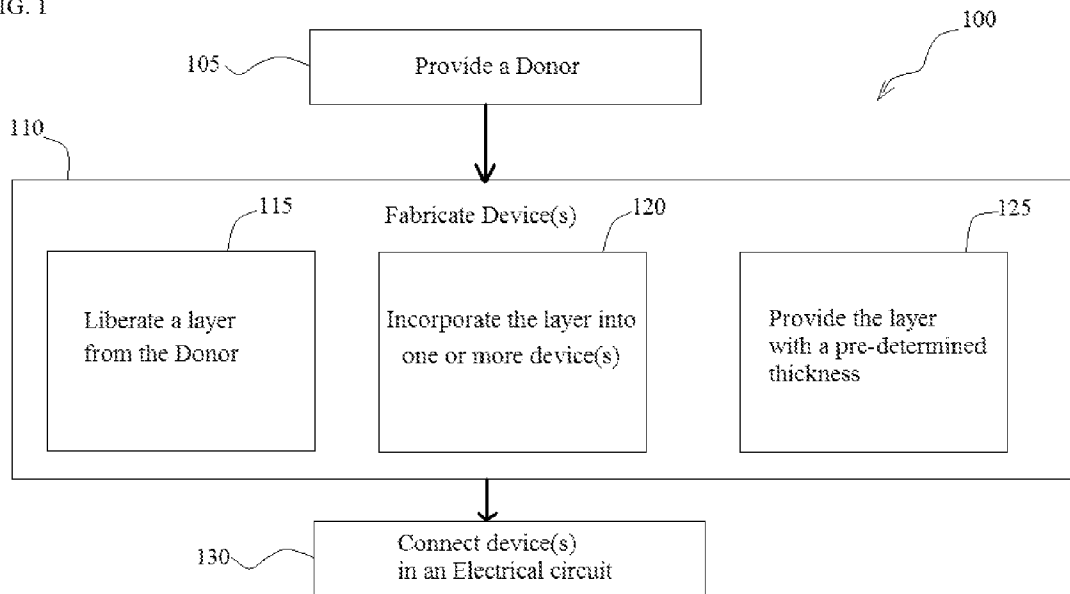 IG. 1
100
105
Provide a Donor
110
Fabricate Device(s)
115
Liberate a layer
from the Donor
120
Incorporate the layer into
one or more device(s)
125
Provide the layer
with a pre-determined
thickness
130
Connect device(s)
in an Electrical circuit